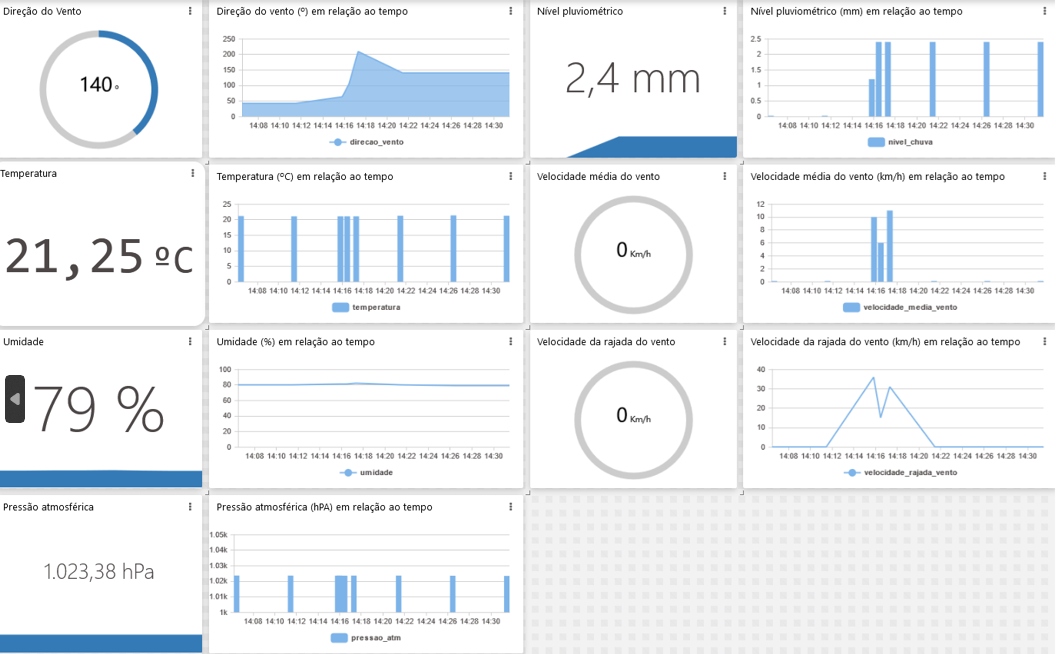 Direção do Vento
140 º
Direção do vento (º) em relação ao tempo
250
200
150
100
50
0
14:08 14:10 14:12 14:14 14:16 14:18 14:20 14:22 14:24 14:26 14:28 14:30
direcao_vento
Nível pluviométrico
2,4 mm
Nível pluviométrico (mm) em relação ao tempo
2.5
2
1.5
1
0.5
0
14:08 14:10 14:12 14:14 14:16 14:18 14:20 14:22 14:24 14:26 14:28 14:30
nivel_chuva
Temperatura
21,25 ºC
Temperatura (ºC) em relação ao tempo
25
20
15
10
5
0
14:08 14:10 14:12 14:14 14:16 14:18 14:20 14:22 14:24 14:26 14:28 14:30
temperatura
Velocidade média do vento
0 Km/h
Velocidade média do vento (km/h) em relação ao tempo
12
10
8
6
4
2
0
14:08 14:10 14:12 14:14 14:16 14:18 14:20 14:22 14:24 14:26 14:28 14:30
velocidade_media_vento
Umidade
79 %
Umidade (%) em relação ao tempo
100
80
60
40
20
0
14:08 14:10 14:12 14:14 14:16 14:18 14:20 14:22 14:24 14:26 14:28 14:30
umidade
Velocidade da rajada do vento
0 Km/h
Velocidade da rajada do vento (km/h) em relação ao tempo
40
30
20
10
0
14:08 14:10 14:12 14:14 14:16 14:18 14:20 14:22 14:24 14:26 14:28 14:30
velocidade_rajada_vento
Pressão atmosférica
1.023,38 hPa
Pressão atmosférica (hPA) em relação ao tempo
1.05k
1.04k
1.03k
1.02k
1.01k
1k
14:08 14:10 14:12 14:14 14:16 14:18 14:20 14:22 14:24 14:26 14:28 14:30
pressao_atm